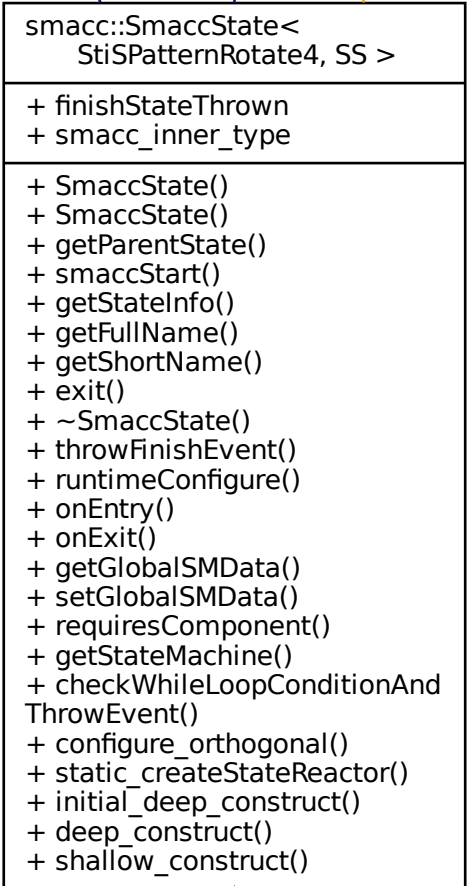 smacc::SmaccState<
StiSPatternRotate4, SS >
+ finishStateThrown
+ smacc_inner_type
+ SmaccState()
+ SmaccState()
+ getParentState()
+ smaccStart()
+ getStateInfo()
+ getFullName()
+ getShortName()
+ exit()
+ ~SmaccState()
+ throwFinishEvent()
+ runtimeConfigure()
+ onEntry()
+ onExit()
+ getGlobalSMData()
+ setGlobalSMData()
+ requiresComponent()
+ getStateMachine()
+ checkWhileLoopConditionAnd
ThrowEvent()
+ configure_orthogonal()
+ static_createStateReactor()
+ initial_deep_construct()
+ deep_construct()
+ shallow_construct()